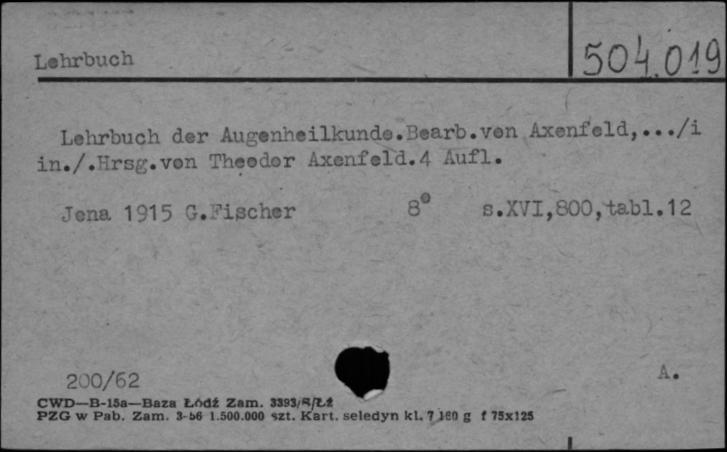 Lehrbuch
504.019
Lehrbuch der Augenheilkunde.Bearb.von Axenfeld,.../i
in./.Hrsg.von Theodor Axenfeld.4 Aufl.
Jena 1915 G.Fischer 8° s.XVI,800,tabl.12
200/62 A.
CWD—B-15a—Baza Łódź Zam. 3393/R/Łż
PZG w Pab. Zam. 3-56 1.500.000 szt. Kart. seledyn kl. 7 180 g f 75x125